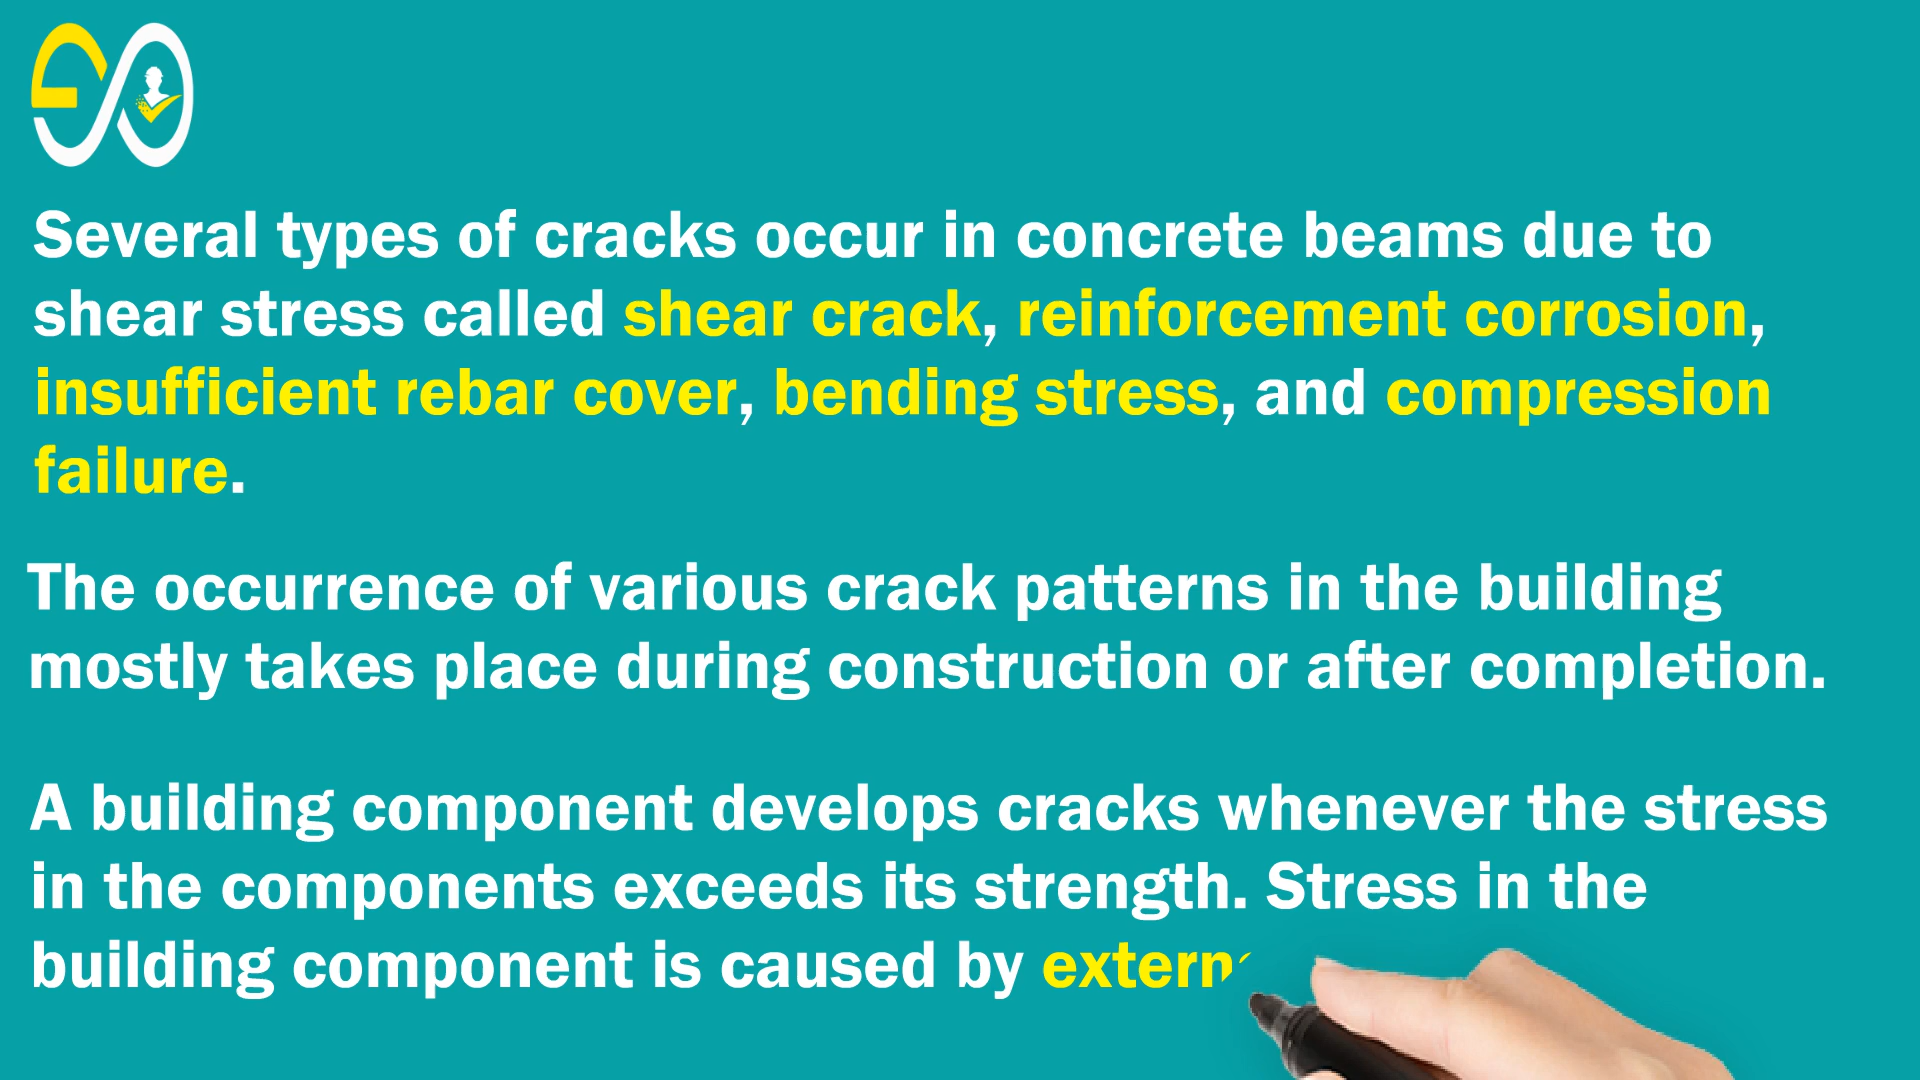 Several types of cracks occur in concrete beams due to
shear stress called shear crack, reinforcement corrosion,
insufficient rebar cover, bending stress, and compression
failure.
The occurrence of various crack patterns in the building
mostly takes place during construction or after completion.
A building component develops cracks whenever the stress
in the components exceeds its strength. Stress in the
building component is caused by extern